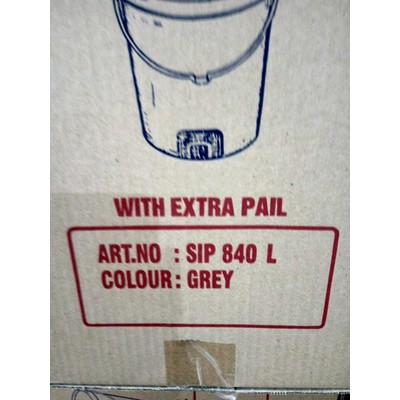 WITH EXTRA PAIL
ART.NO : SIP 840 L
COLOUR : GREY